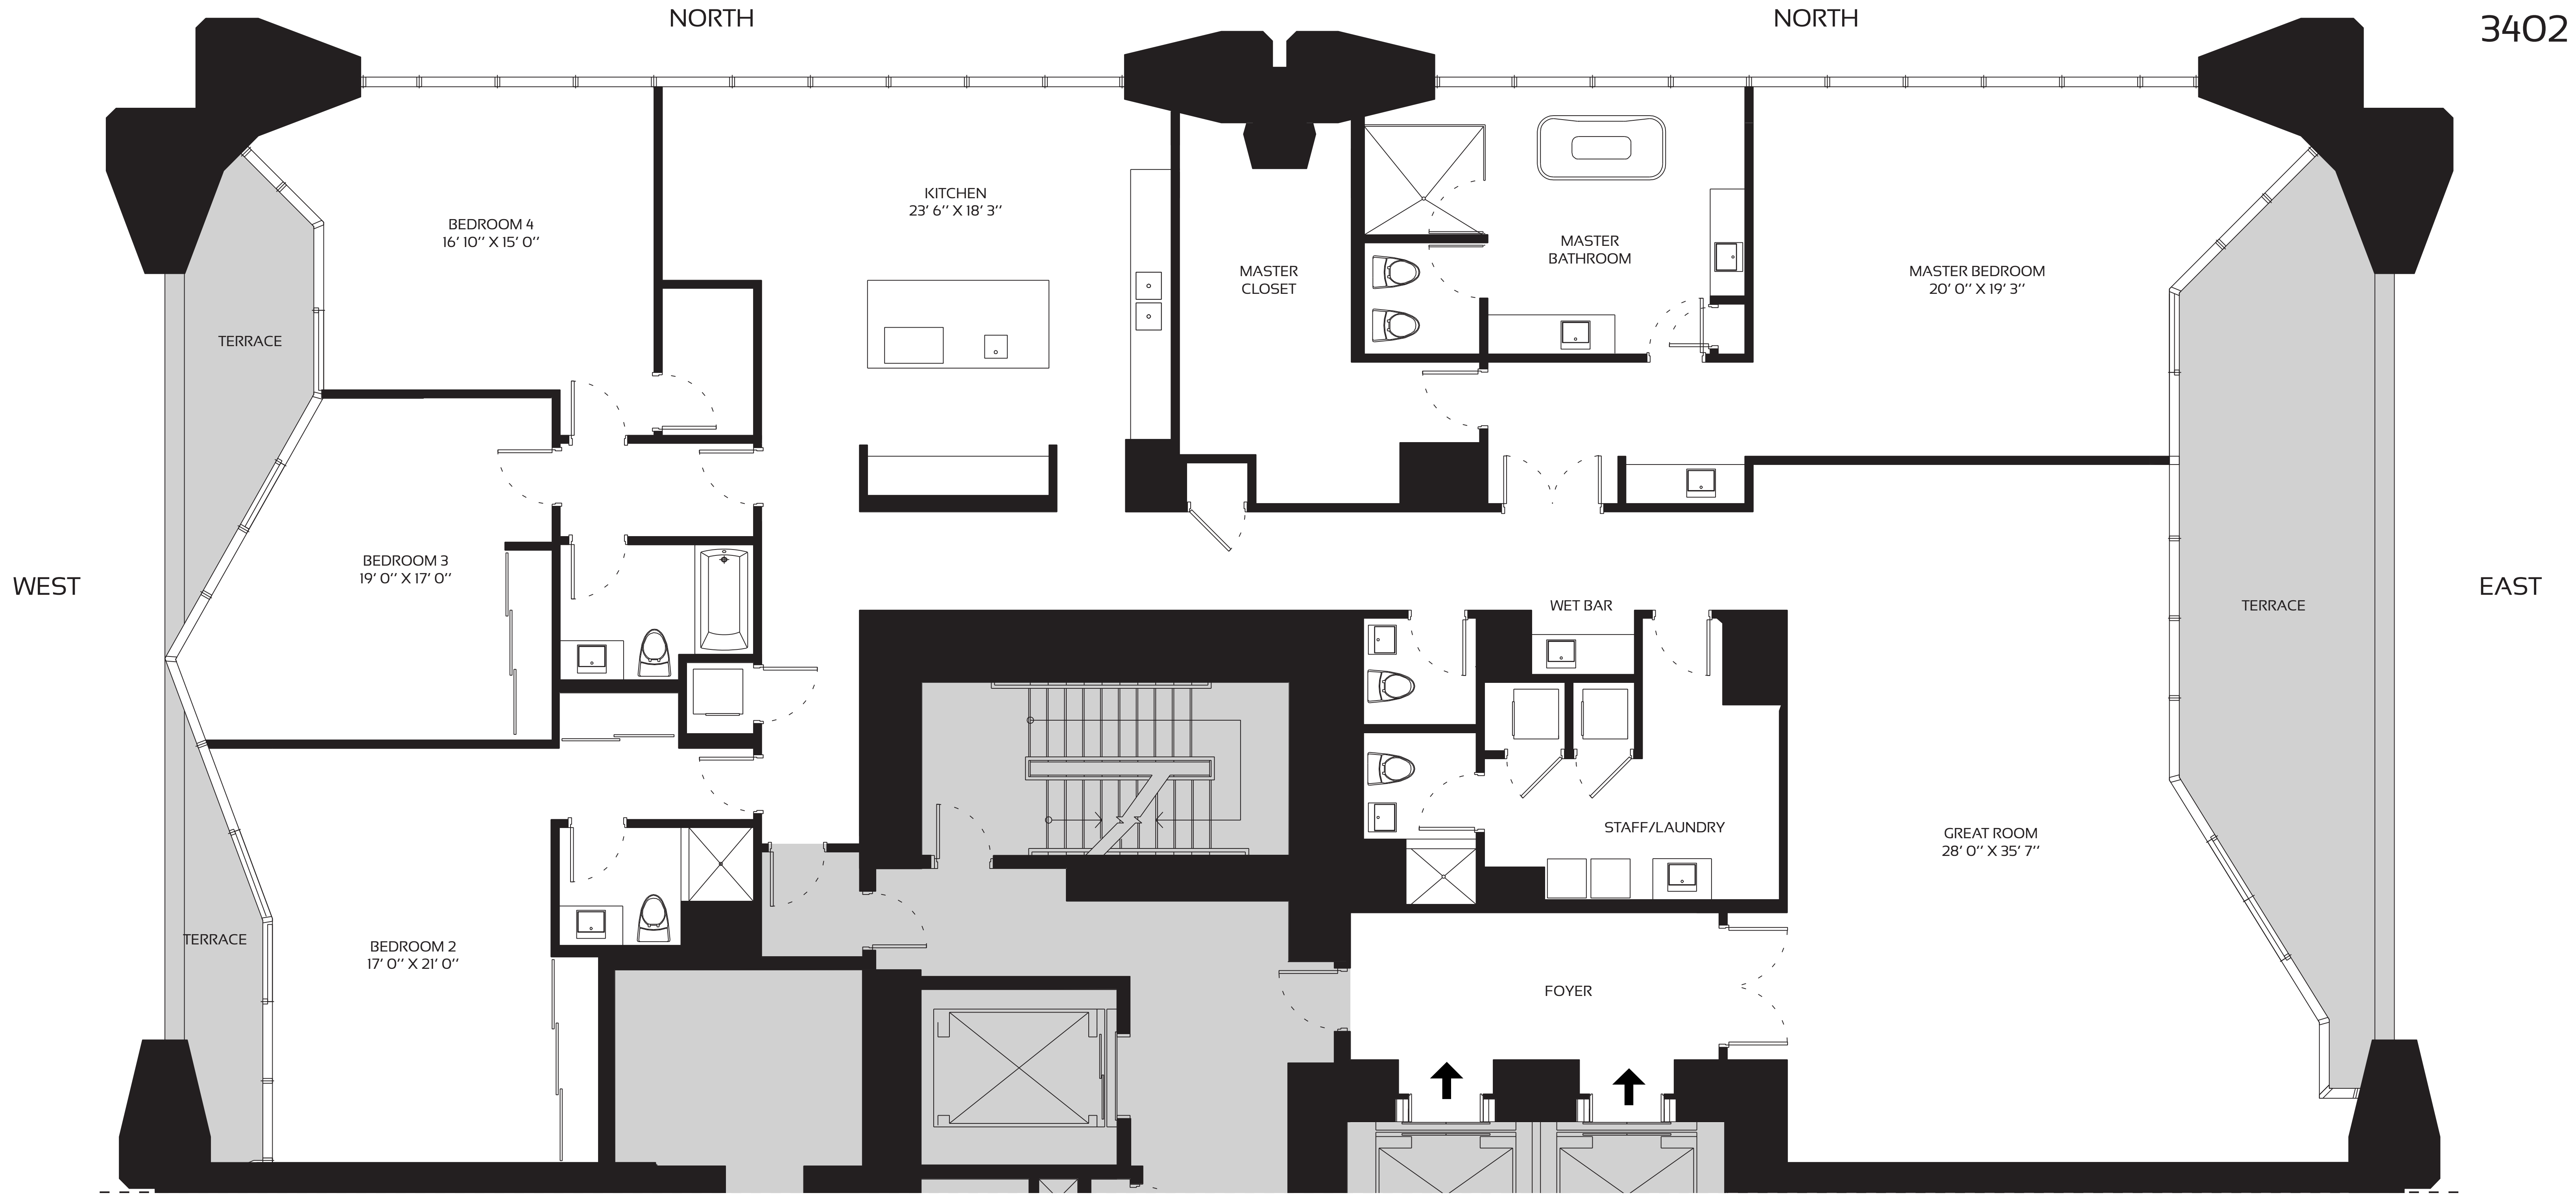 NORTH
NORTH
3402
KITCHEN
23' 6'' X 18' 3''
BEDROOM 4
16' 10'' X 15' 0''
MASTER
BATHROOM
MASTER
CLOSET
MASTER BEDROOM
20' 0'' X 19' 3''
TERRACE
BEDROOM 3
19' 0'' X 17' 0''
WEST
EAST
WET BAR
TERRACE
STAFF/LAUNDRY
GREAT ROOM
28' 0'' X 35' 7''
TERRACE
BEDROOM 2
17' 0'' X 21' 0''
FOYER